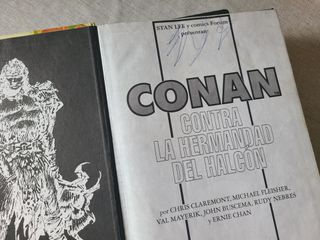 STAN LEE y comics Forum
presentan:
CONAN
CONTRA
LA HERMANDAD
DEL HALCÓN
por CHRIS CLAREMONT, MICHAEL FLEISHER,
VAL MAYERIK, JOHN BUSCEMA, RUDY NEBRES
y ERNIE CHAN